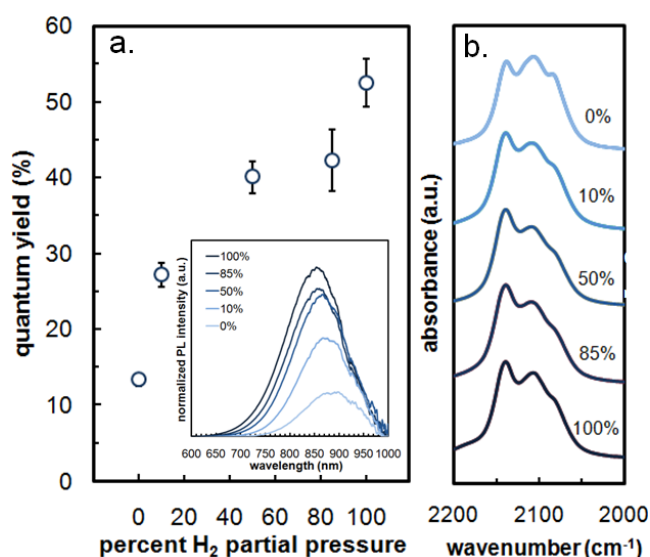 a.
quantum yield (%)
60
50
40
30
20
10
0
normalized PL intensity (a.u.)
100%
85%
50%
10%
0%
600 650 700 750 800 850 900 950 1000
wavelength (nm)
0 20 40 60 80 100
percent H₂ partial pressure
b.
absorbance (a.u.)
0%
10%
50%
85%
100%
2200 2100 2000
wavenumber (cm⁻¹)